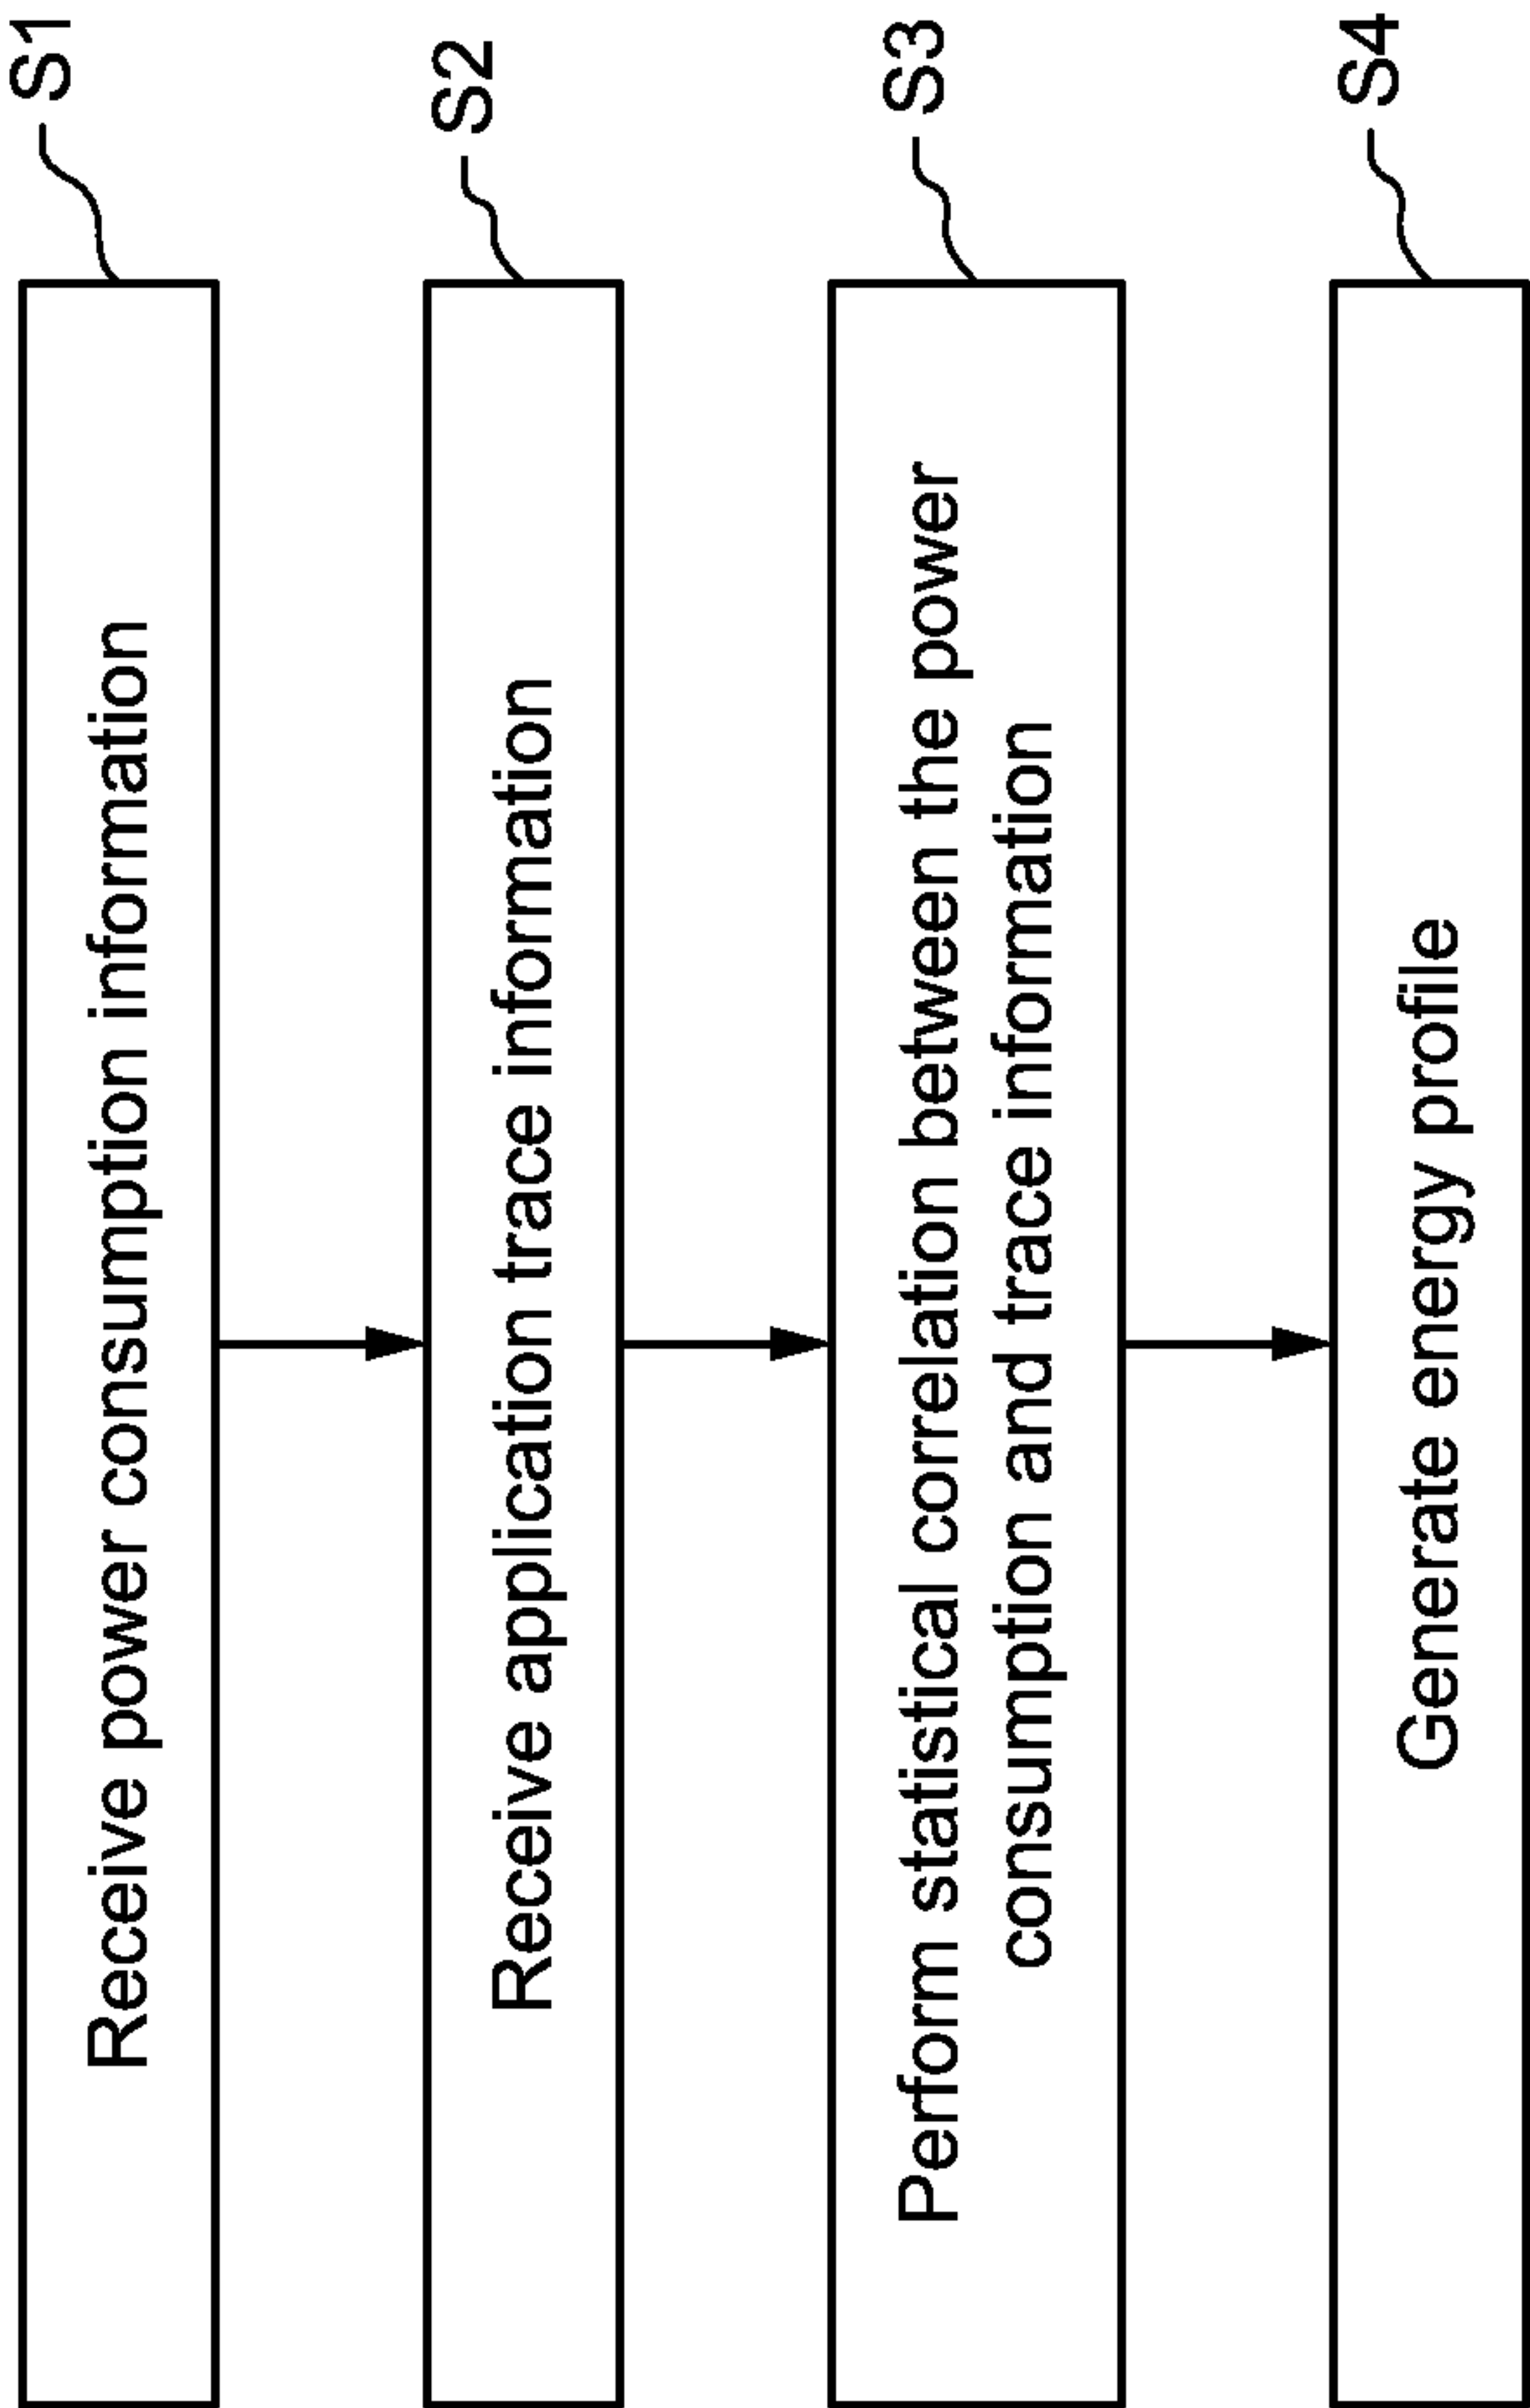 S1
Receive power consumption information
S2
Receive application trace information
S3
Perform statistical correlation between the power
consumption and trace information
S4
Generate energy profile